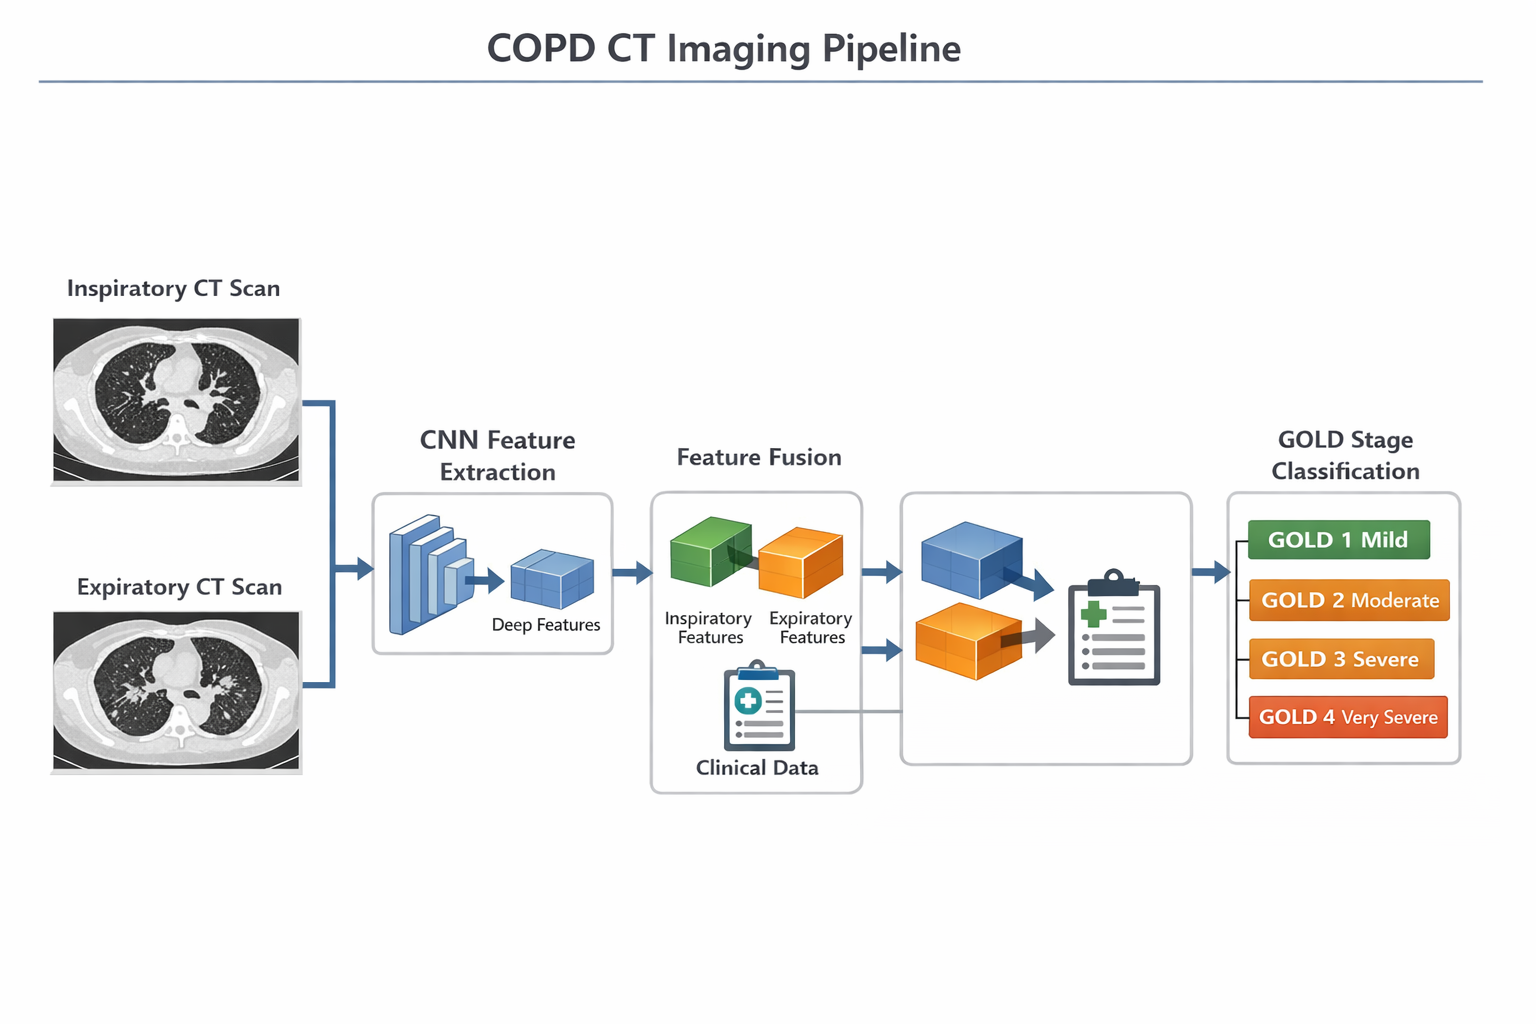 COPD CT Imaging Pipeline
Inspiratory CT Scan
Expiratory CT Scan
CNN Feature
Extraction
Deep Features
Feature Fusion
Inspiratory
Features
Expiratory
Features
Clinical Data
GOLD Stage
Classification
GOLD 1 Mild
GOLD 2 Moderate
GOLD 3 Severe
GOLD 4 Very Severe